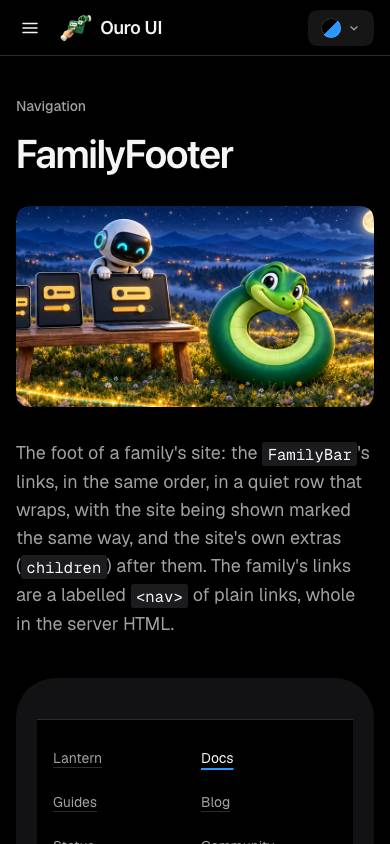 Ouro UI
Navigation
FamilyFooter
The foot of a family's site: the FamilyBar's
links, in the same order, in a quiet row that
wraps, with the site being shown marked
the same way, and the site's own extras
(children) after them. The family's links
are a labelled <nav> of plain links, whole
in the server HTML.
Lantern Docs
Guides Blog